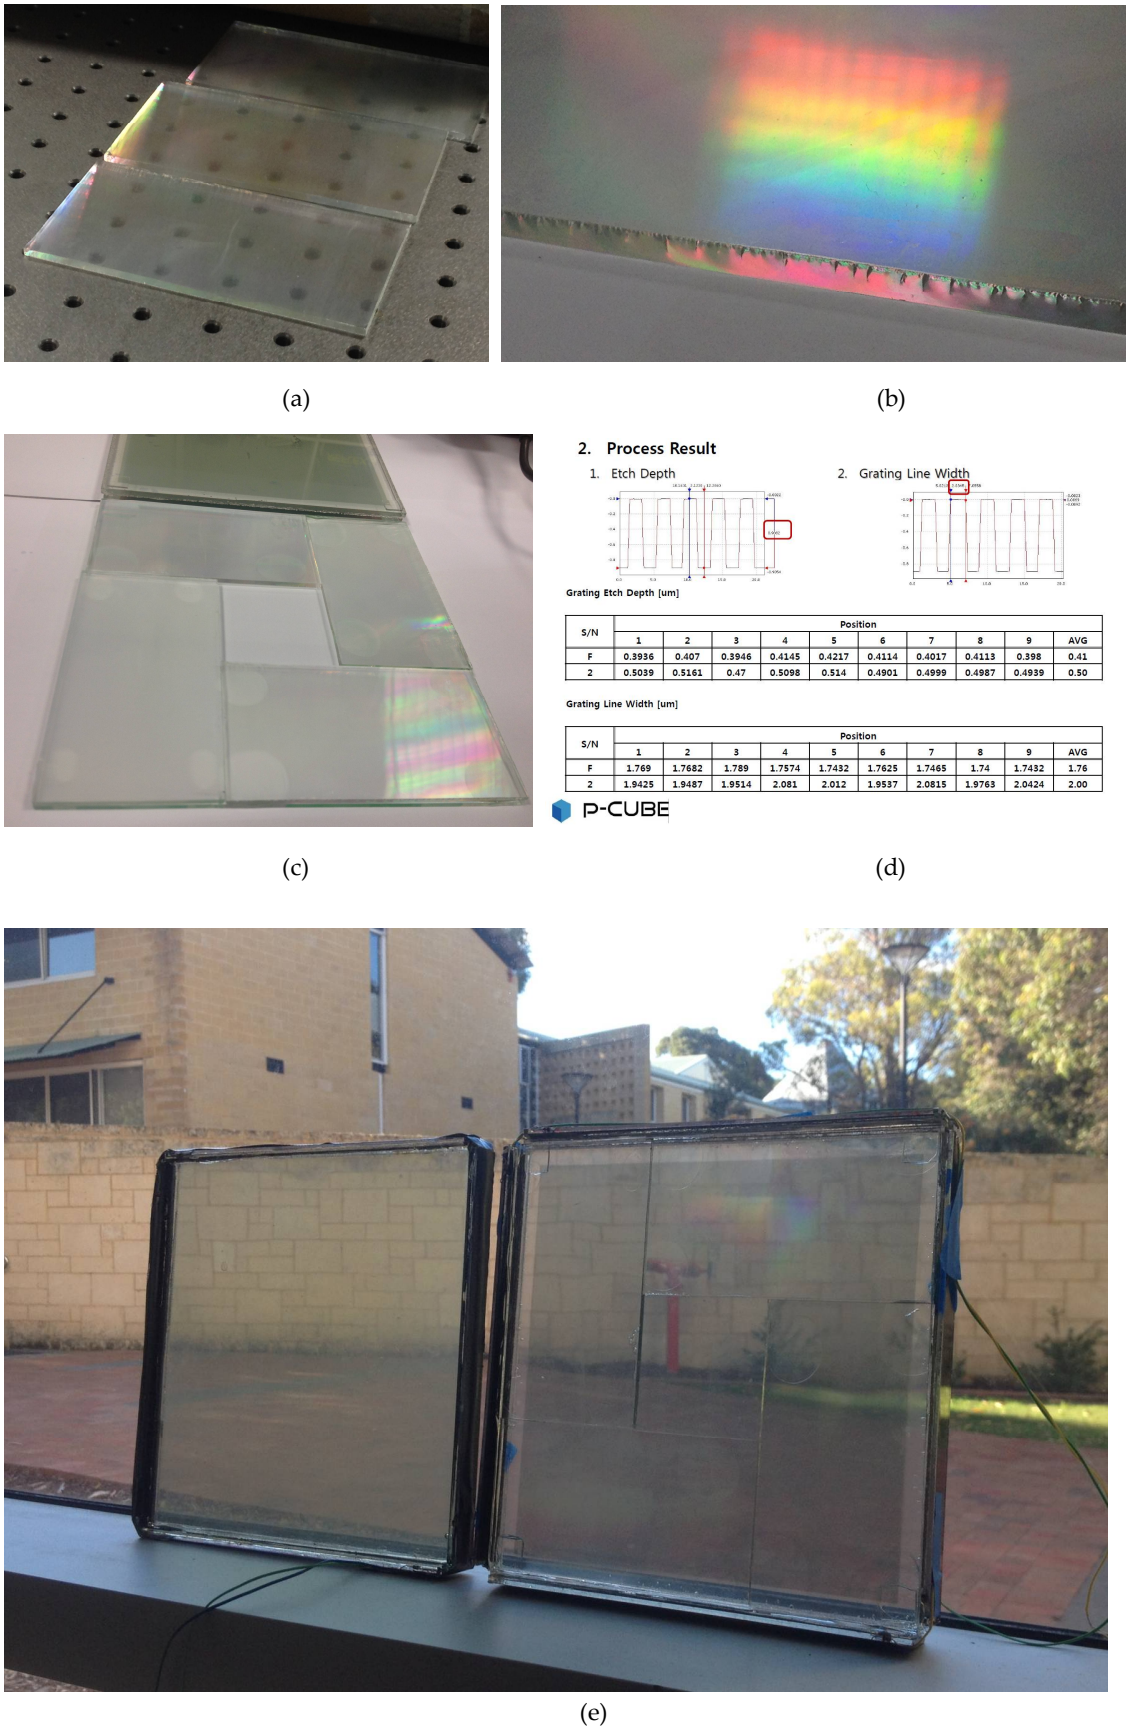 (a)
(b)
2. Process Result
1. Etch Depth
2. Grating Line Width
Grating Etch Depth [um]
S/N Position
1 2 3 4 5 6 7 8 9 AVG
F 0.3936 0.407 0.3946 0.4145 0.4217 0.4114 0.4017 0.4113 0.398 0.41
2 0.5039 0.5161 0.47 0.5098 0.514 0.4901 0.4999 0.4987 0.4939 0.50
Grating Line Width [um]
S/N Position
1 2 3 4 5 6 7 8 9 AVG
F 1.769 1.7682 1.789 1.7574 1.7432 1.7625 1.7465 1.74 1.7432 1.76
2 1.9425 1.9487 1.9514 2.081 2.012 1.9537 2.0815 1.9763 2.0424 2.00
P-CUBE
(c)
(d)
(e)